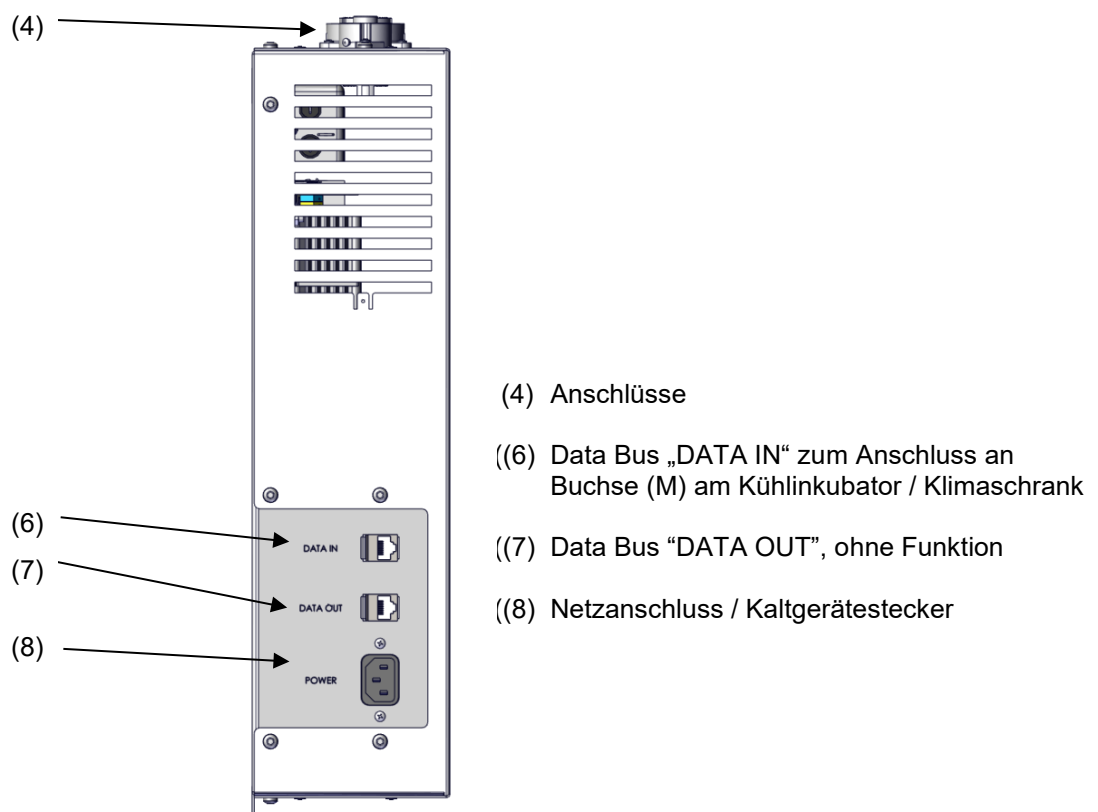 (4)
(4) Anschlüsse
((6) Data Bus „DATA IN“ zum Anschluss an
Buchse (M) am Kühlinkubator / Klimaschrank
(6)
DATA IN
((7) Data Bus “DATA OUT”, ohne Funktion
(7)
DATA OUT
((8) Netzanschluss / Kaltgerätestecker
(8)
POWER